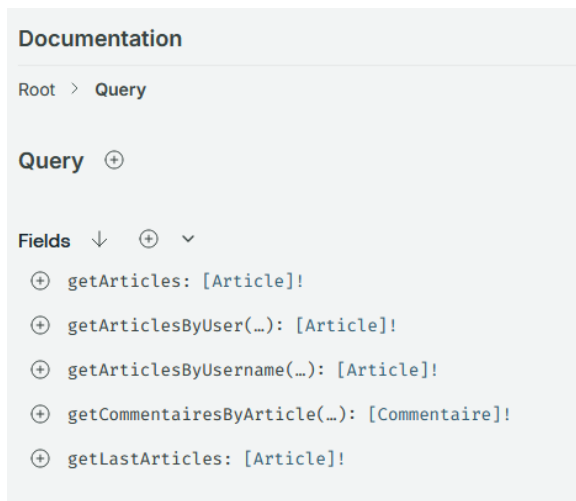 Documentation
Root > Query
Query
Fields
getArticles: [Article]!
getArticlesByUser(…): [Article]!
getArticlesByUsername(…): [Article]!
getCommentairesByArticle(…): [Commentaire]!
getLastArticles: [Article]!